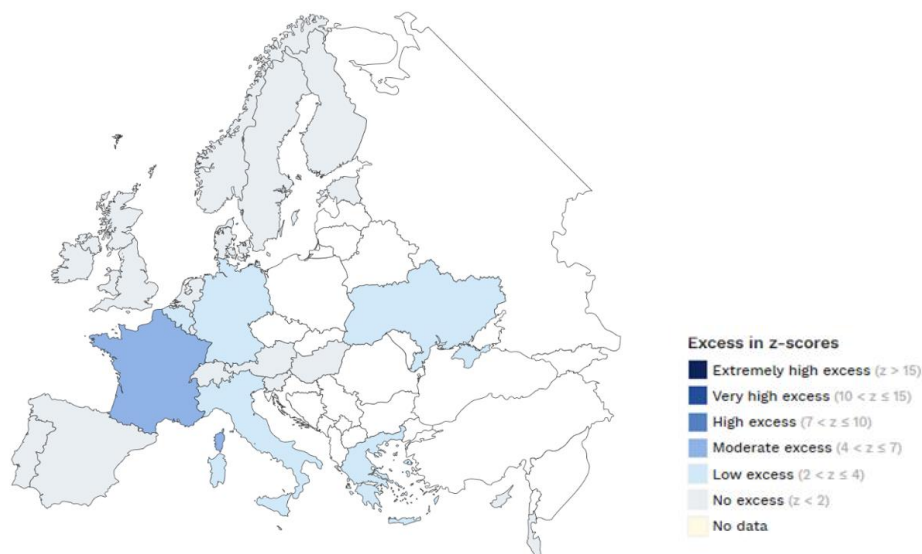 Excess in z-scores
Extremely high excess (z > 15)
Very high excess (10 < z ≤ 15)
High excess (7 < z ≤ 10)
Moderate excess (4 < z ≤ 7)
Low excess (2 < z ≤ 4)
No excess (z < 2)
No data